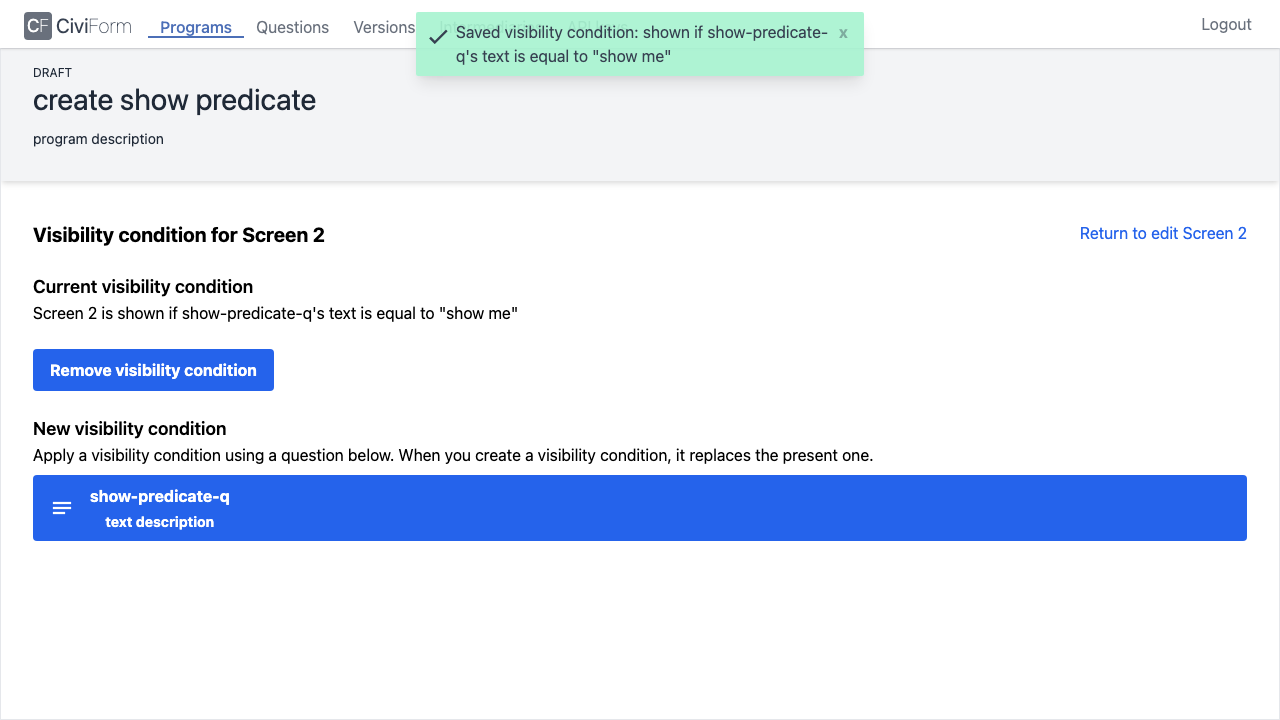 CF CiviForm Programs Questions Versions Logout
Saved visibility condition: shown if show-predicate-
q's text is equal to "show me"
x
DRAFT
create show predicate
program description
Visibility condition for Screen 2
Return to edit Screen 2
Current visibility condition
Screen 2 is shown if show-predicate-q's text is equal to "show me"
Remove visibility condition
New visibility condition
Apply a visibility condition using a question below. When you create a visibility condition, it replaces the present one.
show-predicate-q
text description